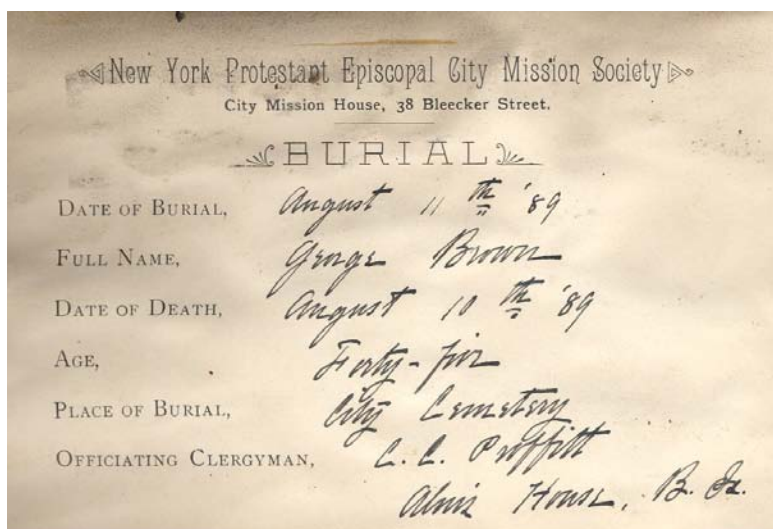 New York Protestant Episcopal City Mission Society
City Mission House, 38 Bleecker Street.
BURIAL
DATE OF BURIAL, August 11th '89
FULL NAME, George Brown
DATE OF DEATH, August 10th '89
AGE, Forty-five
PLACE OF BURIAL, City Cemetery
OFFICIATING CLERGYMAN, C. C. Proffitt
Alms House, B. Is.